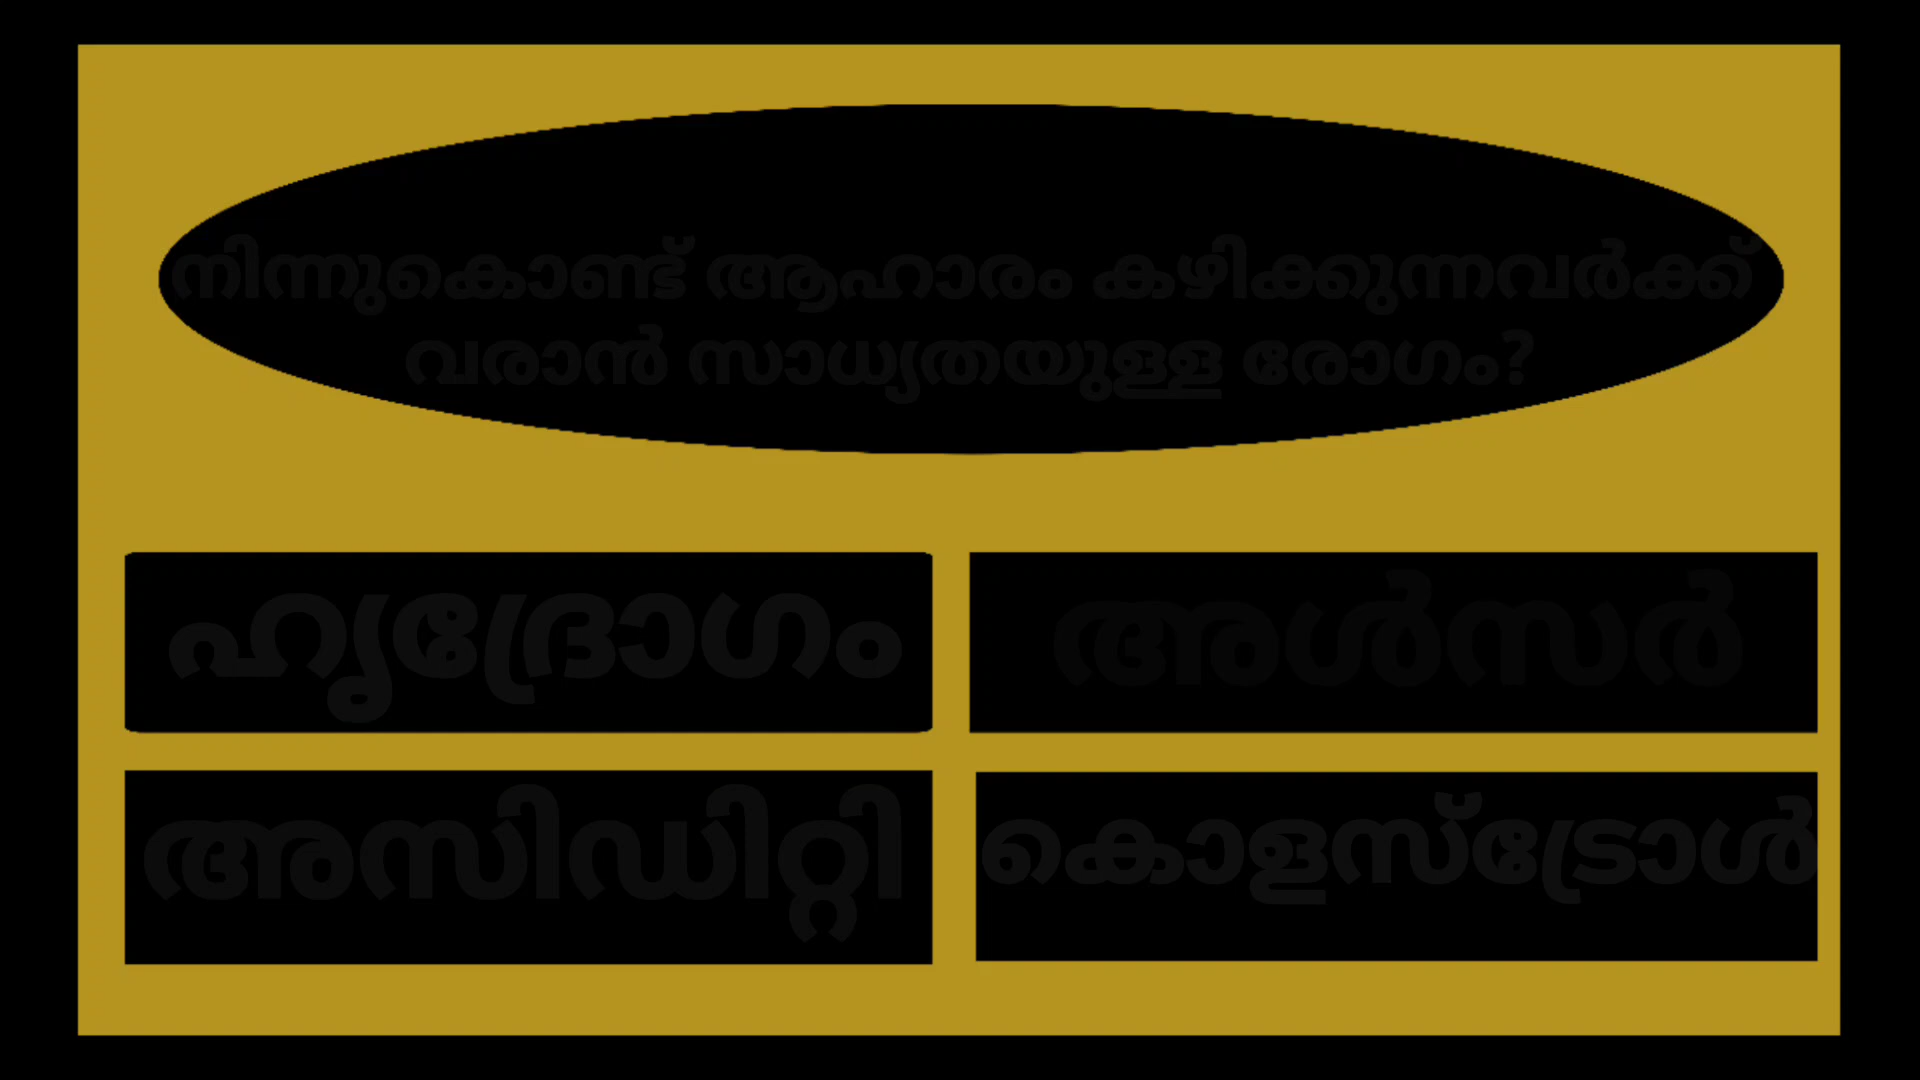 നിന്നുകൊണ്ട് ആഹാരം കഴിക്കുന്നവർക്ക്
വരാൻ സാധ്യതയുള്ള രോഗം?
ഹൃദ്രോഗം
അൾസർ
അസിഡിറ്റി
കൊളസ്ട്രോൾ